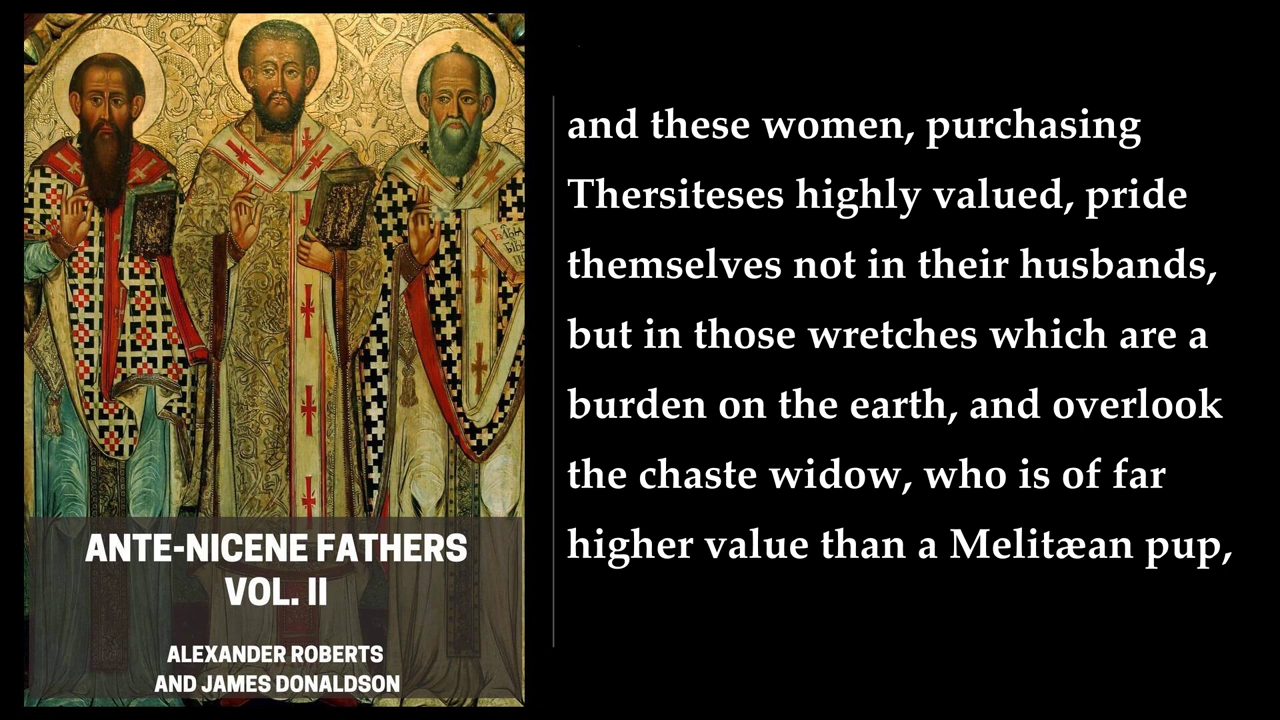 ANTE-NICENE FATHERS
VOL. II
ALEXANDER ROBERTS
AND JAMES DONALDSON
and these women, purchasing
Thersiteses highly valued, pride
themselves not in their husbands,
but in those wretches which are a
burden on the earth, and overlook
the chaste widow, who is of far
higher value than a Melitæan pup,